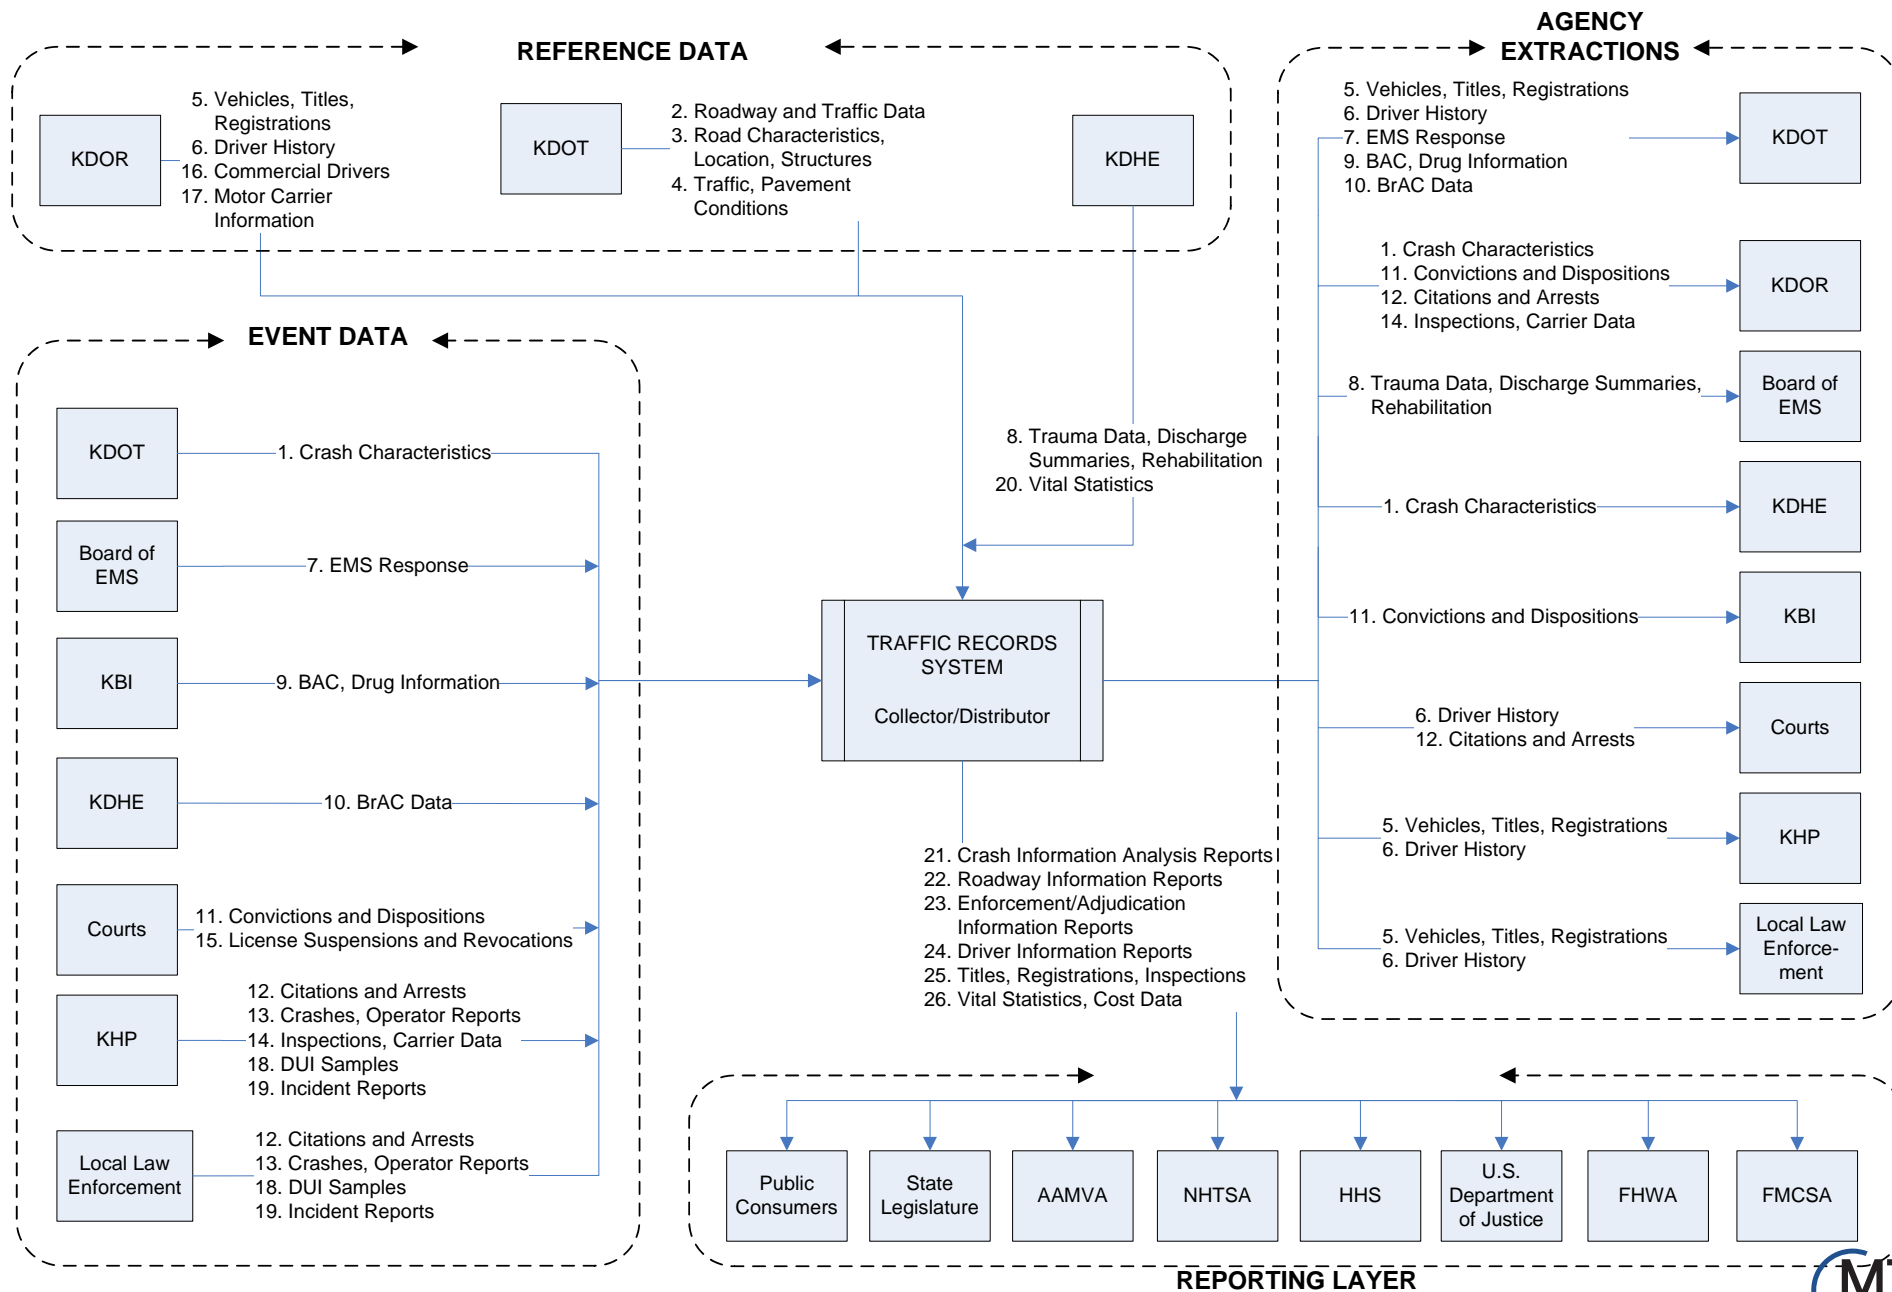 REFERENCE DATA
KDOR
5. Vehicles, Titles,
Registrations
6. Driver History
16. Commercial Drivers
17. Motor Carrier
Information
KDOT
2. Roadway and Traffic Data
3. Road Characteristics,
Location, Structures
4. Traffic, Pavement
Conditions
KDHE
8. Trauma Data, Discharge
Summaries, Rehabilitation
20. Vital Statistics
EVENT DATA
KDOT
1. Crash Characteristics
Board of
EMS
7. EMS Response
KBI
9. BAC, Drug Information
KDHE
10. BrAC Data
Courts
11. Convictions and Dispositions
15. License Suspensions and Revocations
KHP
12. Citations and Arrests
13. Crashes, Operator Reports
14. Inspections, Carrier Data
18. DUI Samples
19. Incident Reports
Local Law
Enforcement
12. Citations and Arrests
13. Crashes, Operator Reports
18. DUI Samples
19. Incident Reports
TRAFFIC RECORDS
SYSTEM
Collector/Distributor
21. Crash Information Analysis Reports
22. Roadway Information Reports
23. Enforcement/Adjudication
Information Reports
24. Driver Information Reports
25. Titles, Registrations, Inspections
26. Vital Statistics, Cost Data
AGENCY
EXTRACTIONS
5. Vehicles, Titles, Registrations
6. Driver History
7. EMS Response
9. BAC, Drug Information
10. BrAC Data
KDOT
1. Crash Characteristics
11. Convictions and Dispositions
12. Citations and Arrests
14. Inspections, Carrier Data
KDOR
8. Trauma Data, Discharge Summaries,
Rehabilitation
Board of
EMS
1. Crash Characteristics
KDHE
11. Convictions and Dispositions
KBI
6. Driver History
12. Citations and Arrests
Courts
5. Vehicles, Titles, Registrations
6. Driver History
KHP
5. Vehicles, Titles, Registrations
6. Driver History
Local Law
Enforce-
ment
Public
Consumers
State
Legislature
AAMVA
NHTSA
HHS
U.S.
Department
of Justice
FHWA
FMCSA
REPORTING LAYER